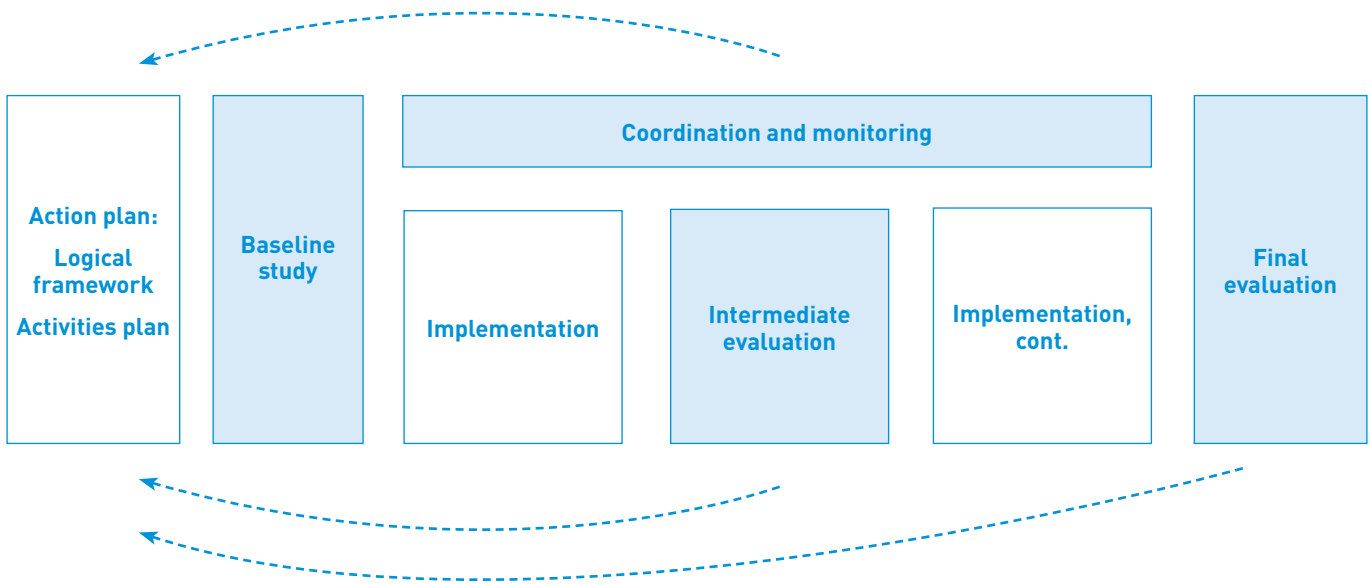 Action plan:
Logical
framework
Activities plan
Baseline
study
Coordination and monitoring
Implementation
Intermediate
evaluation
Implementation,
cont.
Final
evaluation